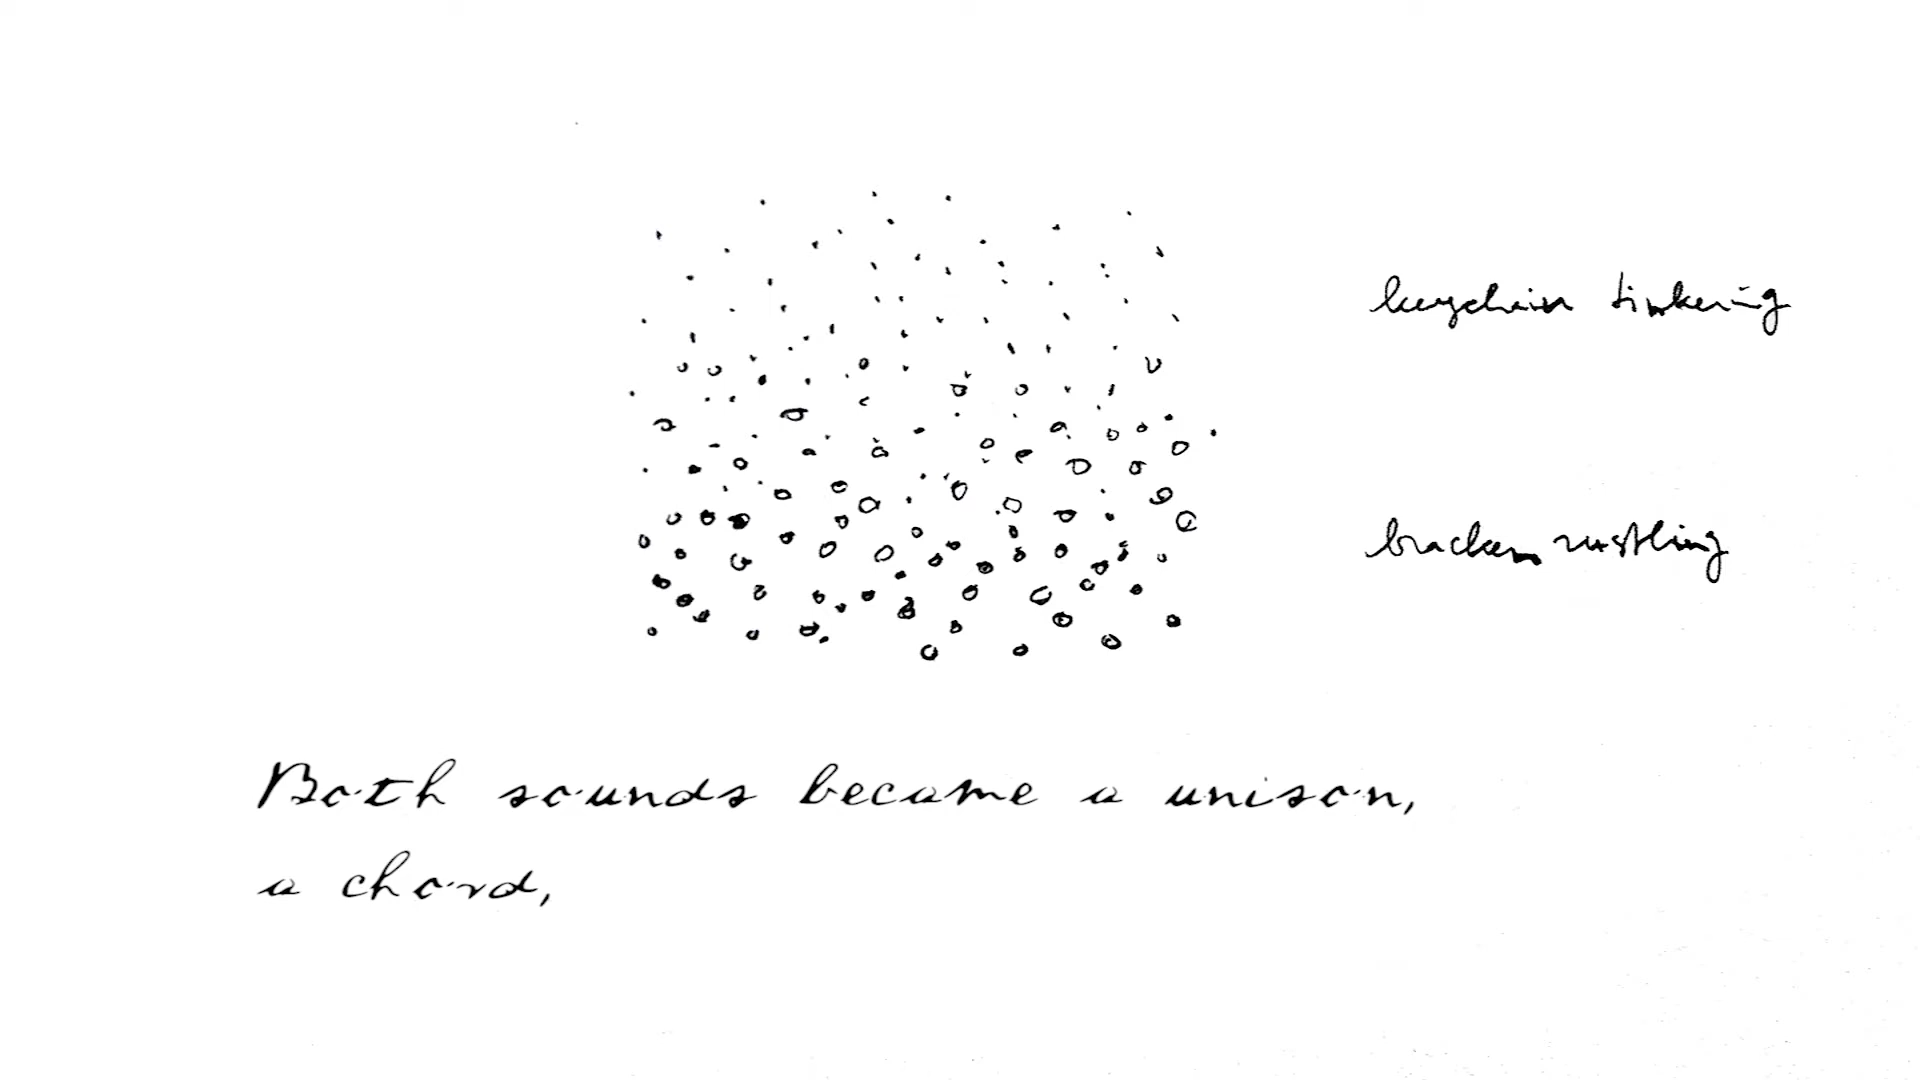 keychain tinkering
bracken rustling
Both sounds became a unison,
a chord,